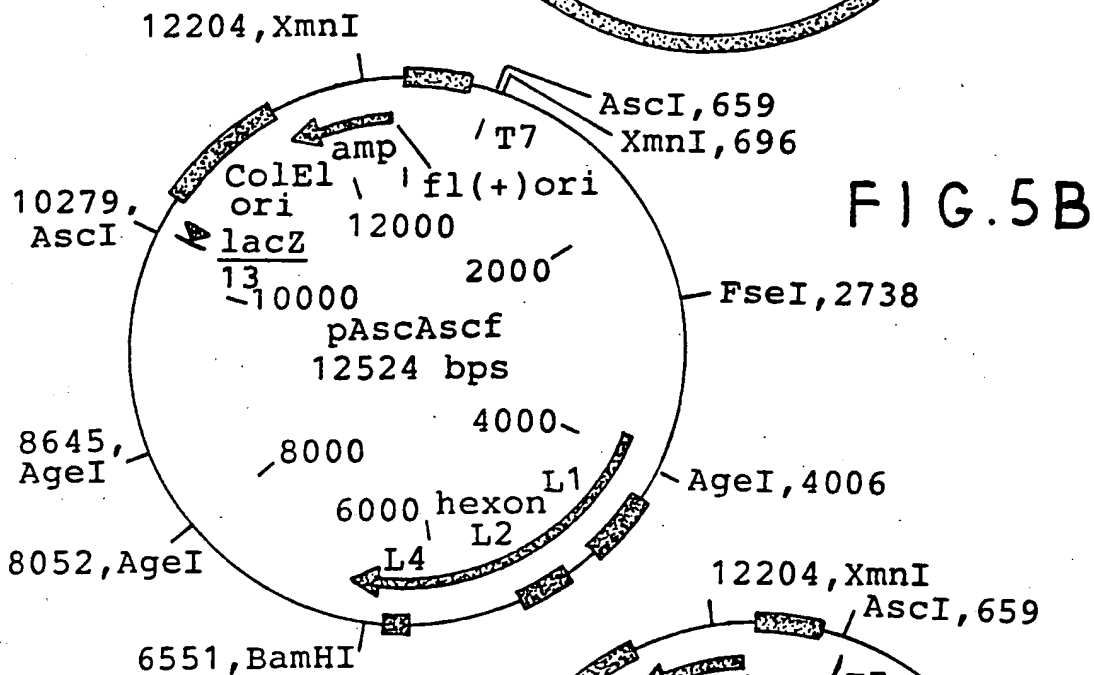 12204,XmnI
AscI,659
XmnI,696
T7
amp
f1(+)ori
ColE1
ori
12000
10279,
AscI
lacZ
13
10000
2000
FIG.5B
FseI,2738
pAscAscf
12524 bps
4000
8645,
AgeI
8000
AgeI,4006
L1
hexon
6000
L2
L4
8052,AgeI
6551,BamHI
12204,XmnI
AscI,659